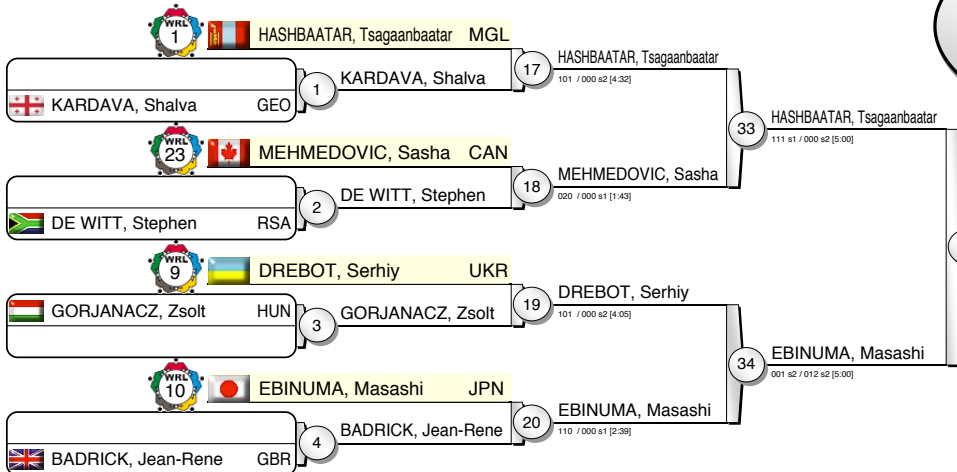 WRL
1
HASHBAATAR, Tsagaanbaatar MGL
KARDAVA, Shalva GEO
1
KARDAVA, Shalva
17
HASHBAATAR, Tsagaanbaatar
101 / 000 s2 [4:32]
WRL
23
MEHMEDOVIC, Sasha CAN
DE WITT, Stephen RSA
2
DE WITT, Stephen
18
MEHMEDOVIC, Sasha
020 / 000 s1 [1:43]
33
HASHBAATAR, Tsagaanbaatar
111 s1 / 000 s2 [5:00]
WRL
9
DREBOT, Serhiy UKR
GORJANACZ, Zsolt HUN
3
GORJANACZ, Zsolt
19
DREBOT, Serhiy
101 / 000 s2 [4:05]
WRL
10
EBINUMA, Masashi JPN
BADRICK, Jean-Rene GBR
4
BADRICK, Jean-Rene
20
EBINUMA, Masashi
110 / 000 s1 [2:39]
34
EBINUMA, Masashi
001 s2 / 012 s2 [5:00]